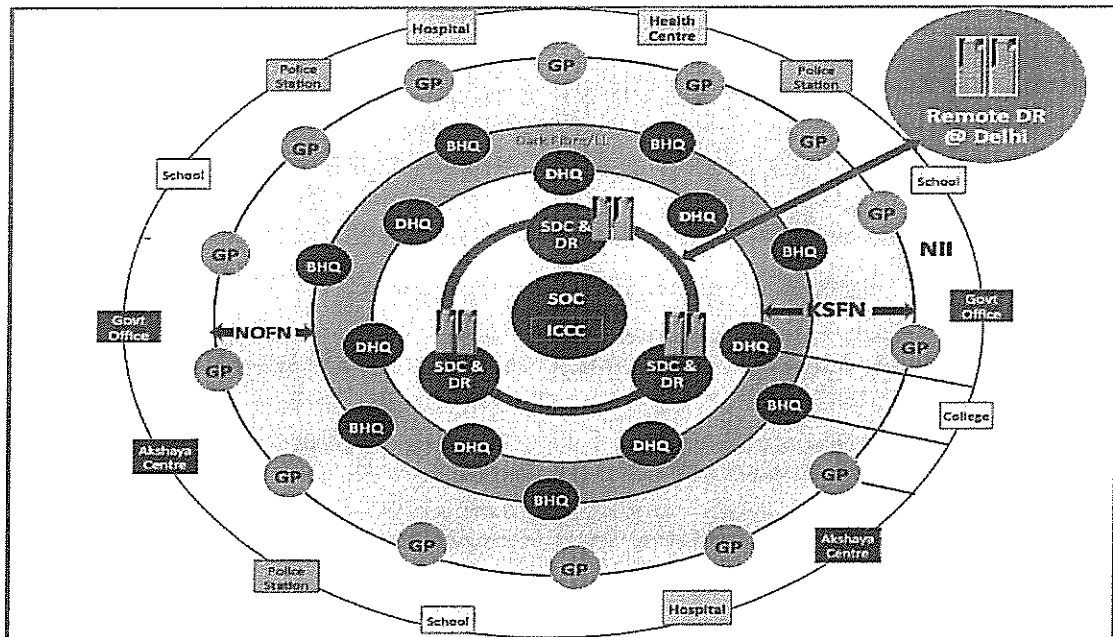 Hospital
Health
Centre
Police
Station
GP
GP
GP
Police
Station
Remote DR
@ Delhi
GP
BHQ
BHQ
GP
School
DHQ
School
DHQ
DHQ
GP
SDC &
DR
GP
BHQ
BHQ
NII
SOC
ICCC
Govt
Office
NOFN
KSFN
Govt
Office
DHQ
DHQ
GP
GP
SDC &
DR
SDC &
DR
BHQ
BHQ
College
DHQ
DHQ
Akshaya
Centre
GP
GP
BHQ
GP
GP
GP
Akshaya
Centre
Police
Station
School
Hospital